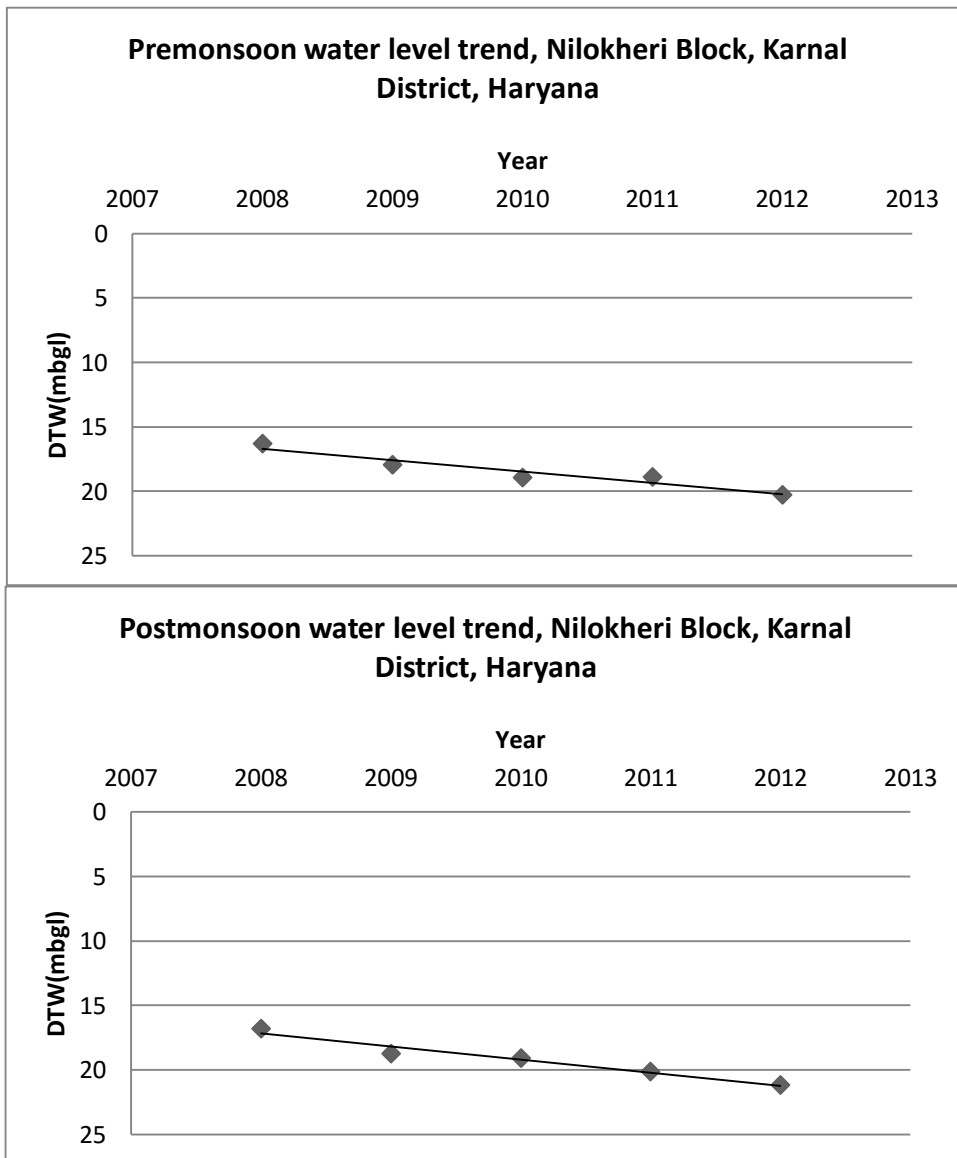 Premonsoon water level trend, Nilokheri Block, Karnal
District, Haryana
Year
2007 2008 2009 2010 2011 2012 2013
0
5
10
15
20
25
DTW(mbgl)
Postmonsoon water level trend, Nilokheri Block, Karnal
District, Haryana
Year
2007 2008 2009 2010 2011 2012 2013
0
5
10
15
20
25
DTW(mbgl)